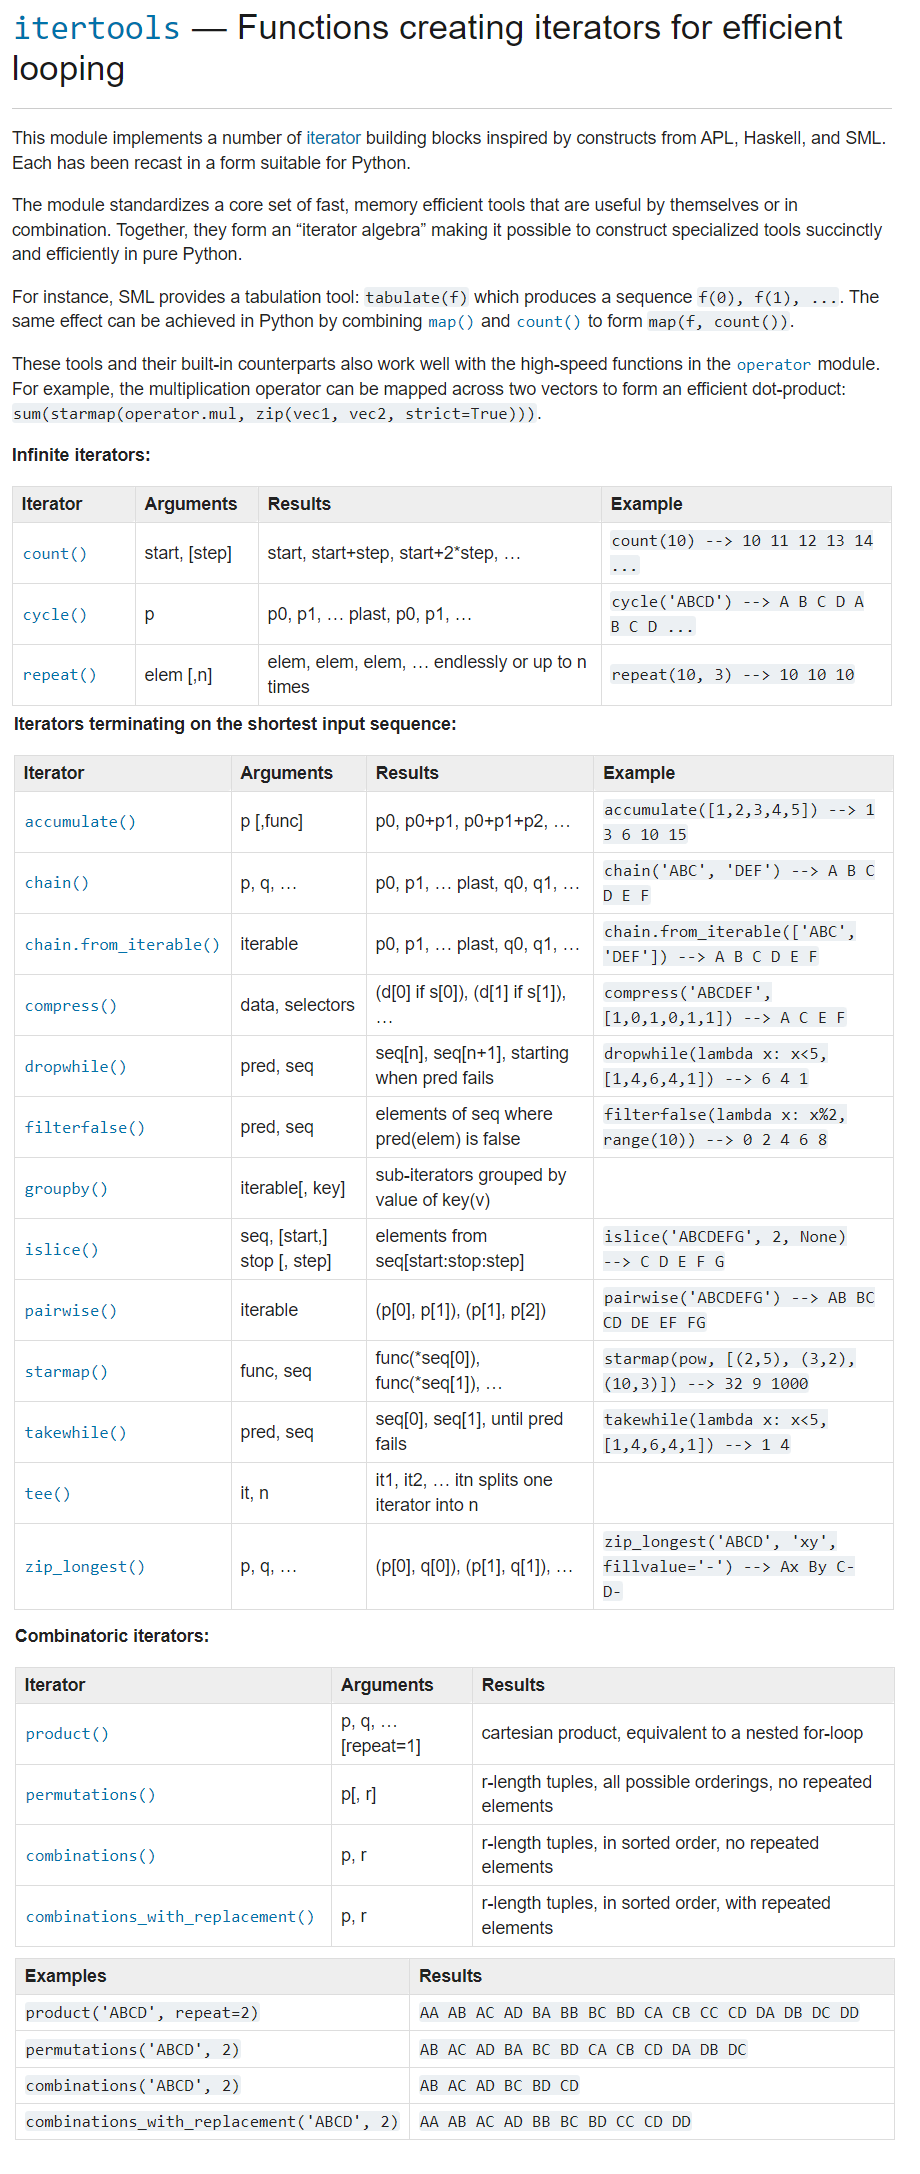 itertools — Functions creating iterators for efficient
looping
This module implements a number of iterator building blocks inspired by constructs from APL, Haskell, and SML.
Each has been recast in a form suitable for Python.
The module standardizes a core set of fast, memory efficient tools that are useful by themselves or in
combination. Together, they form an “iterator algebra” making it possible to construct specialized tools succinctly
and efficiently in pure Python.
For instance, SML provides a tabulation tool: tabulate(f) which produces a sequence f(0), f(1), .... The
same effect can be achieved in Python by combining map() and count() to form map(f, count()).
These tools and their built-in counterparts also work well with the high-speed functions in the operator module.
For example, the multiplication operator can be mapped across two vectors to form an efficient dot-product:
sum(starmap(operator.mul, zip(vec1, vec2, strict=True))).
Infinite iterators:
Iterator Arguments Results Example
count() start, [step] start, start+step, start+2*step, … count(10) --> 10 11 12 13 14
...
cycle() p p0, p1, … plast, p0, p1, … cycle('ABCD') --> A B C D A
B C D ...
repeat() elem [,n] elem, elem, elem, … endlessly or up to n
times repeat(10, 3) --> 10 10 10
Iterators terminating on the shortest input sequence:
Iterator Arguments Results Example
accumulate() p [,func] p0, p0+p1, p0+p1+p2, … accumulate([1,2,3,4,5]) --> 1
3 6 10 15
chain() p, q, … p0, p1, … plast, q0, q1, … chain('ABC', 'DEF') --> A B C
D E F
chain.from_iterable() iterable p0, p1, … plast, q0, q1, … chain.from_iterable(['ABC',
'DEF']) --> A B C D E F
compress() data, selectors (d[0] if s[0]), (d[1] if s[1]),
… compress('ABCDEF',
[1,0,1,0,1,1]) --> A C E F
dropwhile() pred, seq seq[n], seq[n+1], starting
when pred fails dropwhile(lambda x: x<5,
[1,4,6,4,1]) --> 6 4 1
filterfalse() pred, seq elements of seq where
pred(elem) is false filterfalse(lambda x: x%2,
range(10)) --> 0 2 4 6 8
groupby() iterable[, key] sub-iterators grouped by
value of key(v)
islice() seq, [start,]
stop [, step] elements from
seq[start:stop:step] islice('ABCDEFG', 2, None)
--> C D E F G
pairwise() iterable (p[0], p[1]), (p[1], p[2]) pairwise('ABCDEFG') --> AB BC
CD DE EF FG
starmap() func, seq func(*seq[0]),
func(*seq[1]), … starmap(pow, [(2,5), (3,2),
(10,3)]) --> 32 9 1000
takewhile() pred, seq seq[0], seq[1], until pred
fails takewhile(lambda x: x<5,
[1,4,6,4,1]) --> 1 4
tee() it, n it1, it2, … itn splits one
iterator into n
zip_longest() p, q, … (p[0], q[0]), (p[1], q[1]), … zip_longest('ABCD', 'xy',
fillvalue='-') --> Ax By C-
D-
Combinatoric iterators:
Iterator Arguments Results
product() p, q, …
[repeat=1] cartesian product, equivalent to a nested for-loop
permutations() p[, r] r-length tuples, all possible orderings, no repeated
elements
combinations() p, r r-length tuples, in sorted order, no repeated
elements
combinations_with_replacement() p, r r-length tuples, in sorted order, with repeated
elements
Examples Results
product('ABCD', repeat=2) AA AB AC AD BA BB BC BD CA CB CC CD DA DB DC DD
permutations('ABCD', 2) AB AC AD BA BC BD CA CB CD DA DB DC
combinations('ABCD', 2) AB AC AD BC BD CD
combinations_with_replacement('ABCD', 2) AA AB AC AD BB BC BD CC CD DD